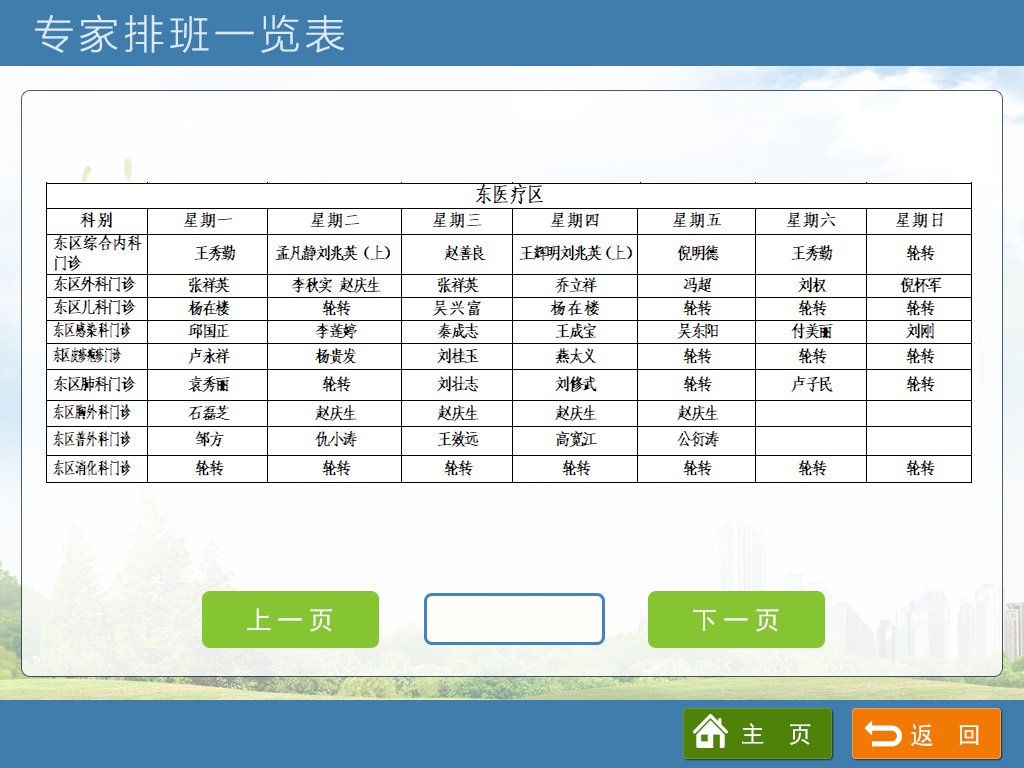 专家排班一览表
东医疗区
科别 星期一 星期二 星期三 星期四 星期五 星期六 星期日
东区综合内科门诊 王秀勤 孟凡静刘兆英（上） 赵善良 王辉明刘兆英（上） 倪明德 王秀勤 轮转
东区外科门诊 张祥英 李秋实 赵庆生 张祥英 乔立祥 冯超 刘权 倪怀军
东区儿科门诊 杨在楼 轮转 吴兴富 杨在楼 轮转 轮转 轮转
东区感染科门诊 邱国正 李莲婷 秦成志 王成宝 吴东阳 付美丽 刘刚
东区 门诊 卢永祥 杨贵发 刘桂玉 燕太义 轮转 轮转 轮转
东区肺科门诊 袁秀丽 轮转 刘壮志 刘修武 轮转 卢子民 轮转
东区胸外科门诊 石磊芝 赵庆生 赵庆生 赵庆生 赵庆生
东区普外科门诊 邹方 仇小涛 王效远 高宽江 公衍涛
东区消化科门诊 轮转 轮转 轮转 轮转 轮转 轮转 轮转
上一页 下一页
主 页 返 回